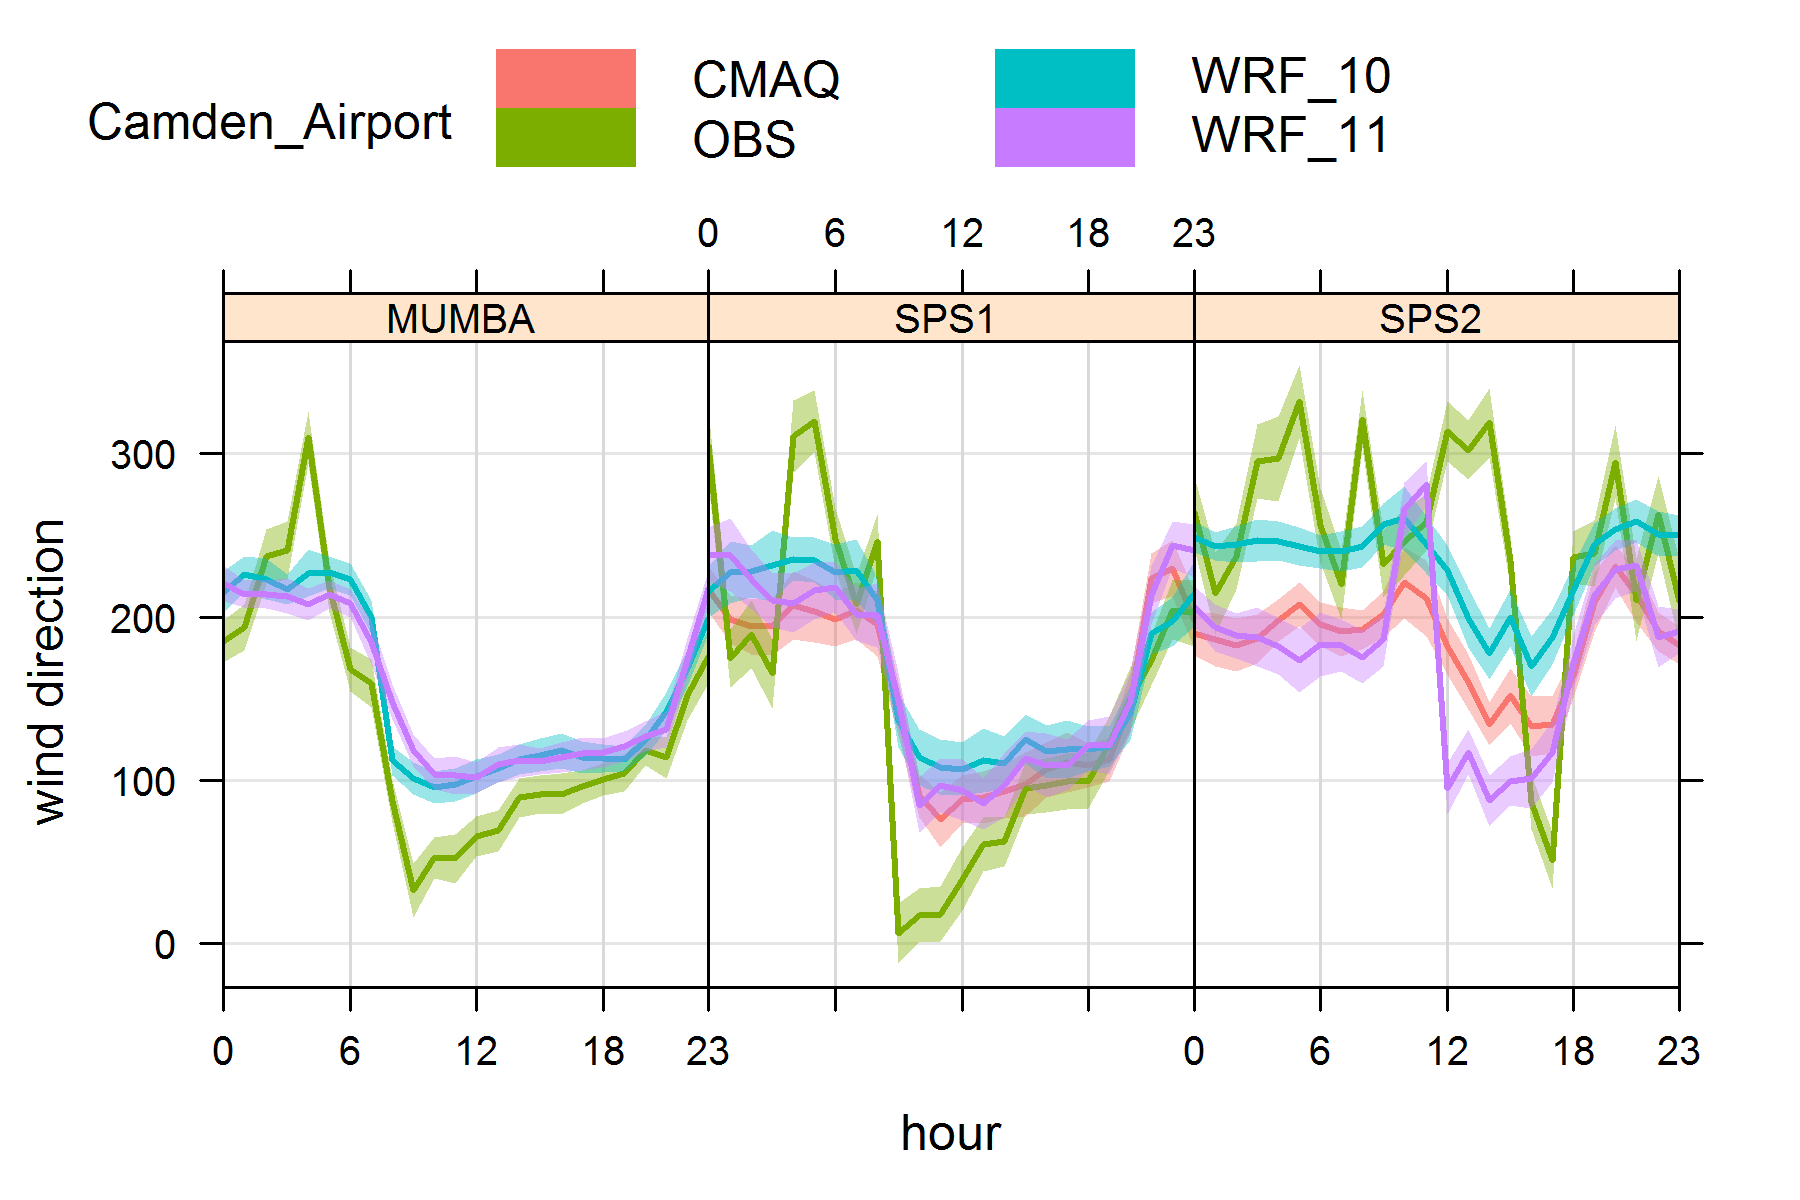 Camden_Airport
CMAQ
OBS
WRF_10
WRF_11
0 6 12 18 23
MUMBA SPS1 SPS2
300
200
100
0
wind direction
0 6 12 18 23 0 6 12 18 23
hour